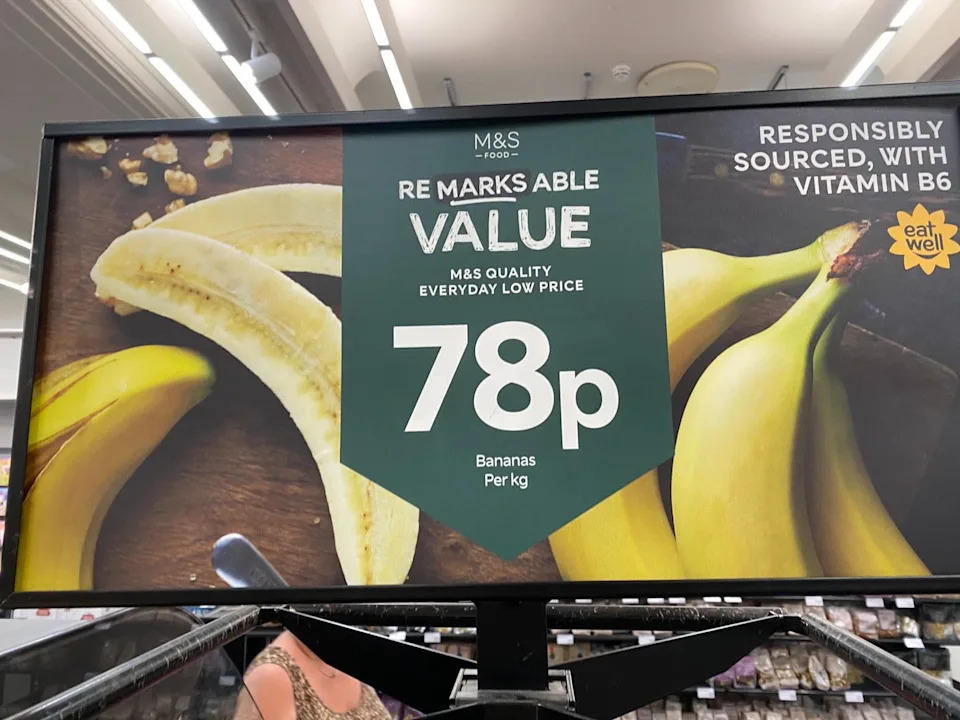 M&S
FOOD
RE MARKS ABLE
VALUE
M&S QUALITY
EVERYDAY LOW PRICE
78p
Bananas
Per kg
RESPONSIBLY
SOURCED, WITH
VITAMIN B6
eat
well